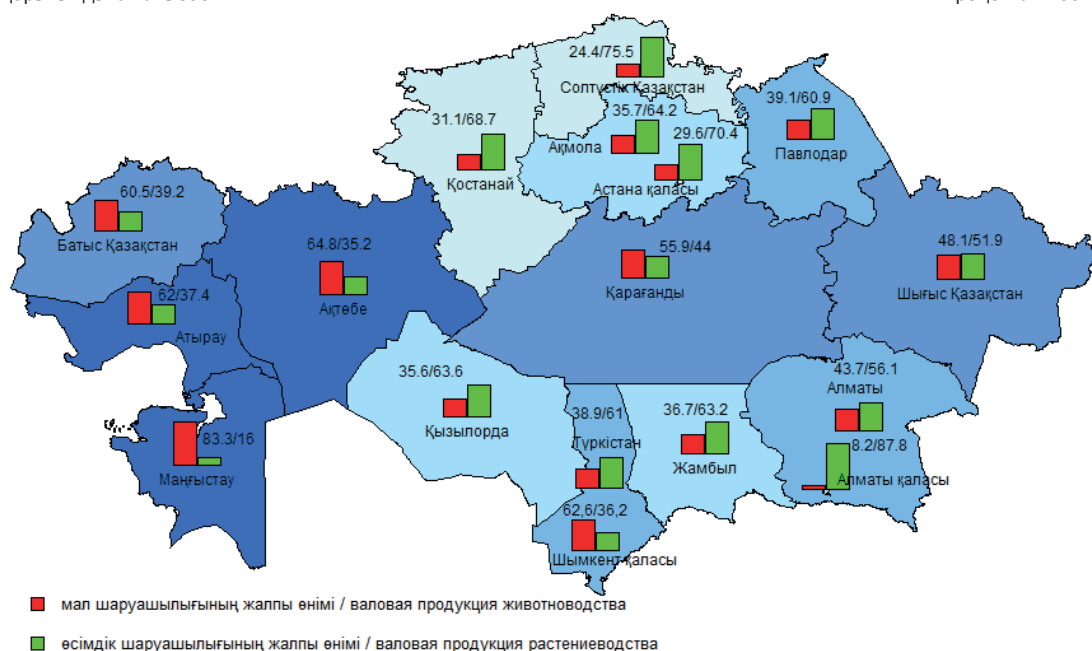 24.4/75.5
Солтүстік Қазақстан
39.1/60.9
Павлодар
35.7/64.2
Ақмола
29.6/70.4
Астана қаласы
31.1/68.7
Қостанай
60.5/39.2
Батыс Қазақстан
64.8/35.2
Ақтөбе
55.9/44
Қарағанды
48.1/51.9
Шығыс Қазақстан
62/37.4
Атырау
43.7/56.1
Алматы
35.6/63.6
Қызылорда
38.9/61
Түркістан
36.7/63.2
Жамбыл
8.2/87.8
Алматы қаласы
83.3/16
Маңғыстау
62,6/36,2
Шымкент қаласы
мал шаруашылығының жалпы өнімі / валовая продукция животноводства
өсімдік шаруашылығының жалпы өнімі / валовая продукция растениеводства